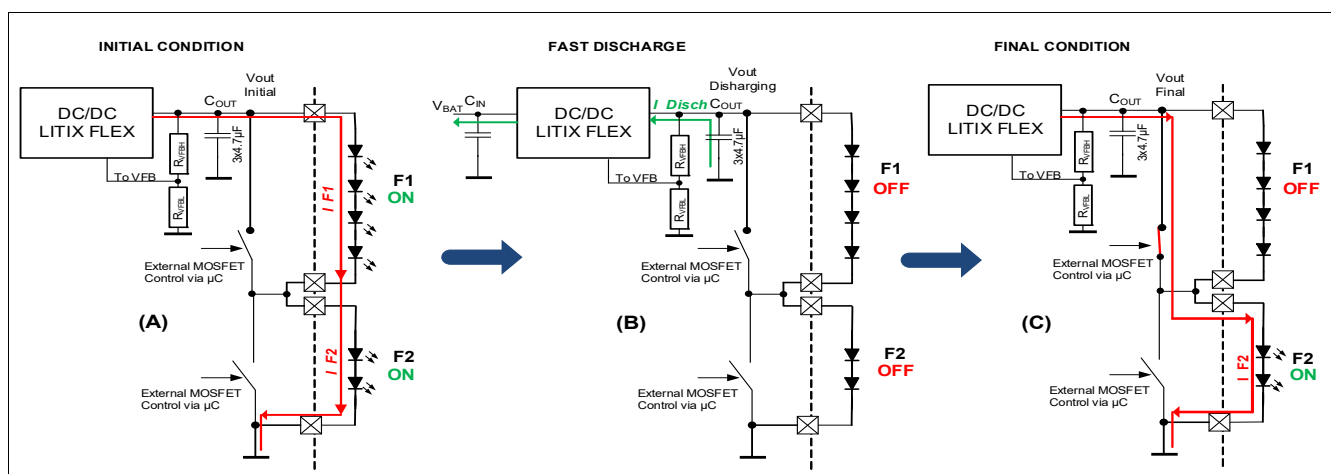 INITIAL CONDITION
Vout
Initial
DC/DC
LITIX FLEX
COUT
3x4.7µF
RVFBH
To VFB
RVFBL
I F1
F1
ON
External MOSFET
Control via µC
(A)
I F2
F2
ON
External MOSFET
Control via µC
FAST DISCHARGE
Vout
Disharging
VBAT
CIN
DC/DC
LITIX FLEX
I Disch
COUT
3x4.7µF
RVFBH
To VFB
RVFBL
F1
OFF
External MOSFET
Control via µC
(B)
F2
OFF
External MOSFET
Control via µC
FINAL CONDITION
Vout
Final
DC/DC
LITIX FLEX
COUT
3x4.7µF
RVFBH
To VFB
RVFBL
F1
OFF
External MOSFET
Control via µC
(C)
I F2
F2
ON
External MOSFET
Control via µC